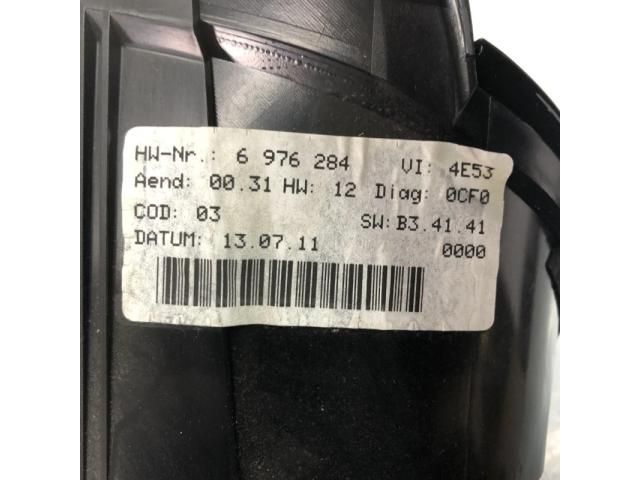 HW-Nr.: 6 976 284 VI: 4E53
Aend: 00.31 HW: 12 Diag: 0CF0
COD: 03 SW: B3.41.41
DATUM: 13.07.11 0000